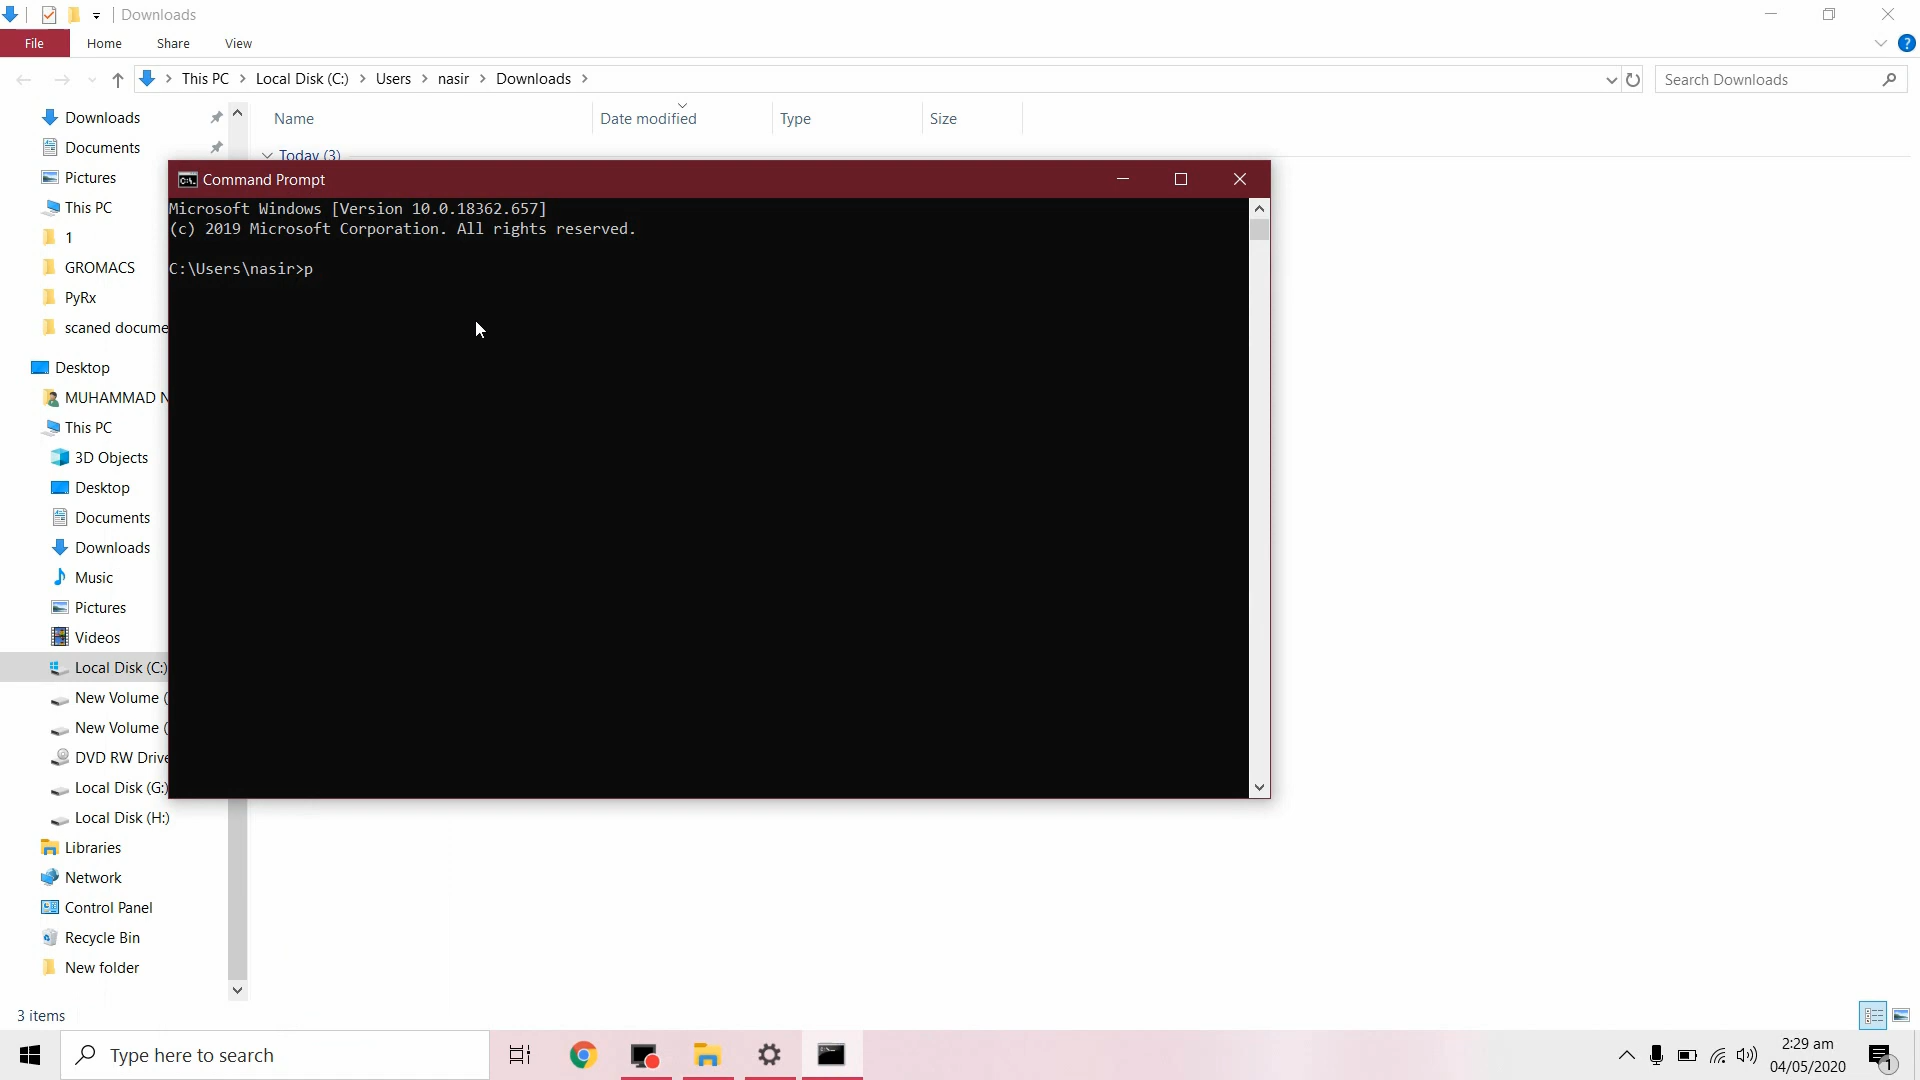 Downloads
File Home Share View
This PC Local Disk (C:) Users nasir Downloads
Search Downloads
Name Date modified Type Size
Today (3)
Downloads
Documents
Pictures
This PC
1
GROMACS
PyRx
scaned docume
Desktop
MUHAMMAD N
This PC
3D Objects
Desktop
Documents
Downloads
Music
Pictures
Videos
Local Disk (C:)
New Volume (
New Volume (
DVD RW Drive
Local Disk (G:)
Local Disk (H:)
Libraries
Network
Control Panel
Recycle Bin
New folder
3 items
Command Prompt
Microsoft Windows [Version 10.0.18362.657]
(c) 2019 Microsoft Corporation. All rights reserved.
C:\Users\nasir>p
Type here to search
2:29 am
04/05/2020
1